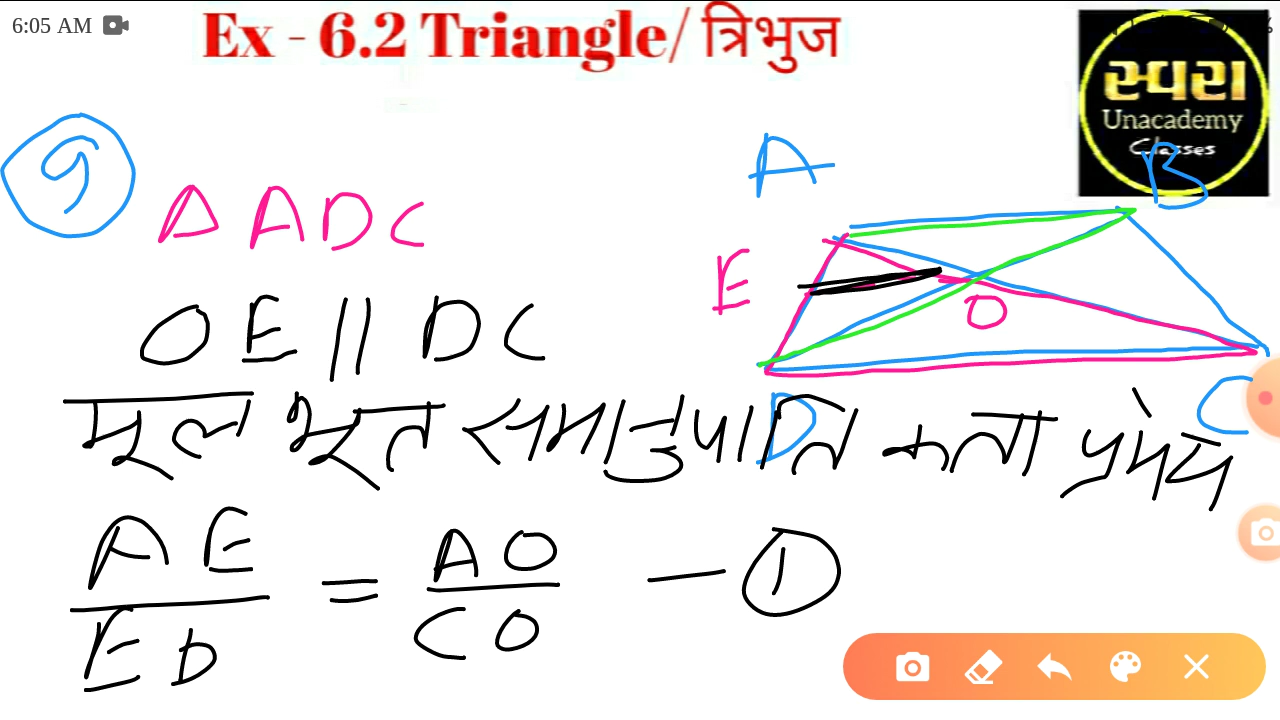 6:05 AM
Ex - 6.2 Triangle/ त्रिभुज
स्पर्श
Unacademy
Classes
9
A
B
△ ADC
E
O
OE || DC
D
C
मूल भूत समानुपातिकता प्रमेय
AE/ED = AO/CO — ①